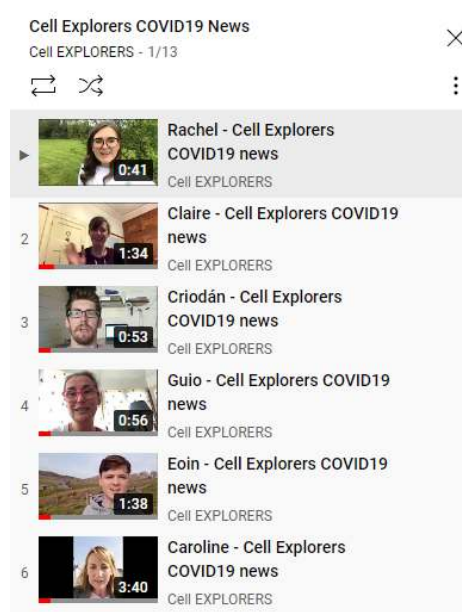 Cell Explorers COVID19 News
Cell EXPLORERS - 1/13
Rachel - Cell Explorers
COVID19 news
Cell EXPLORERS
0:41
2
Claire - Cell Explorers COVID19
news
Cell EXPLORERS
1:34
3
Criodán - Cell Explorers
COVID19 news
Cell EXPLORERS
0:53
4
Guio - Cell Explorers COVID19
news
Cell EXPLORERS
0:56
5
Eoin - Cell Explorers COVID19
news
Cell EXPLORERS
1:38
6
Caroline - Cell Explorers
COVID19 news
Cell EXPLORERS
3:40